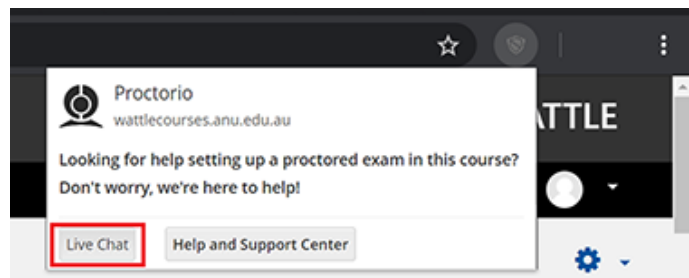 Proctorio
wattlecourses.anu.edu.au
TTLE
Looking for help setting up a proctored exam in this course?
Don't worry, we're here to help!
Live Chat
Help and Support Center